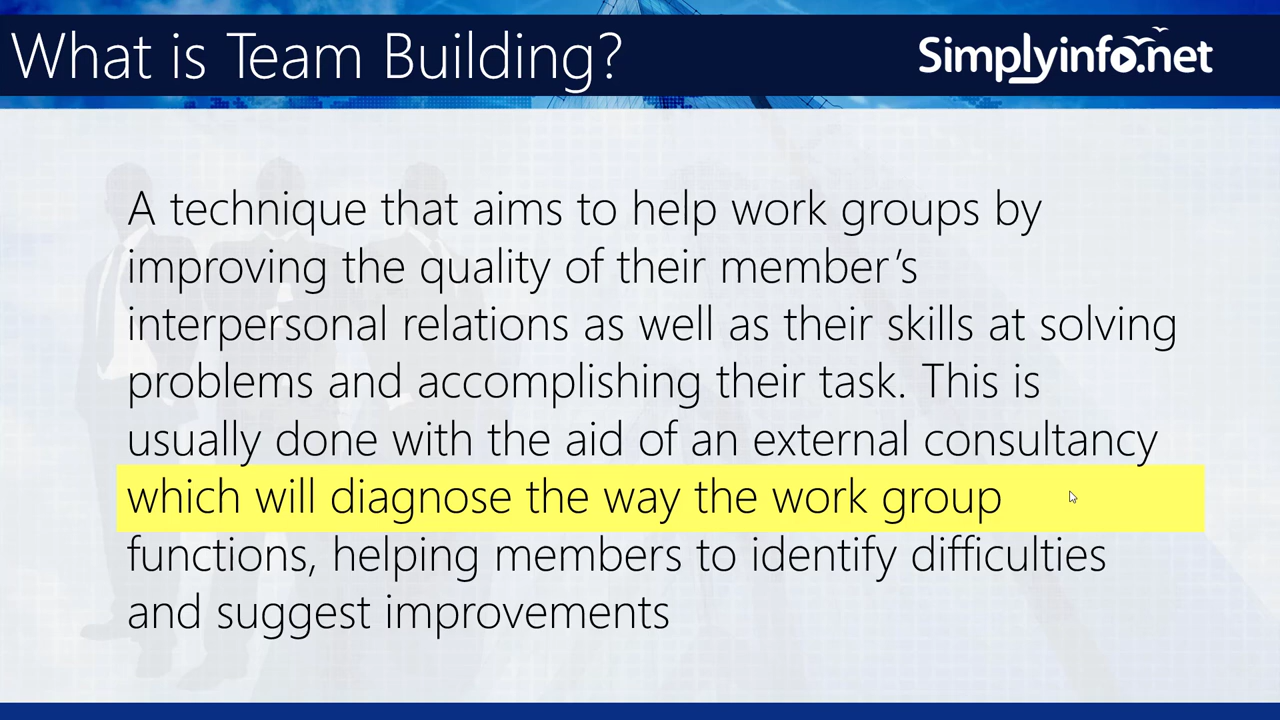 What is Team Building?
Simplyinfo.net
A technique that aims to help work groups by
improving the quality of their member's
interpersonal relations as well as their skills at solving
problems and accomplishing their task. This is
usually done with the aid of an external consultancy
which will diagnose the way the work group
functions, helping members to identify difficulties
and suggest improvements